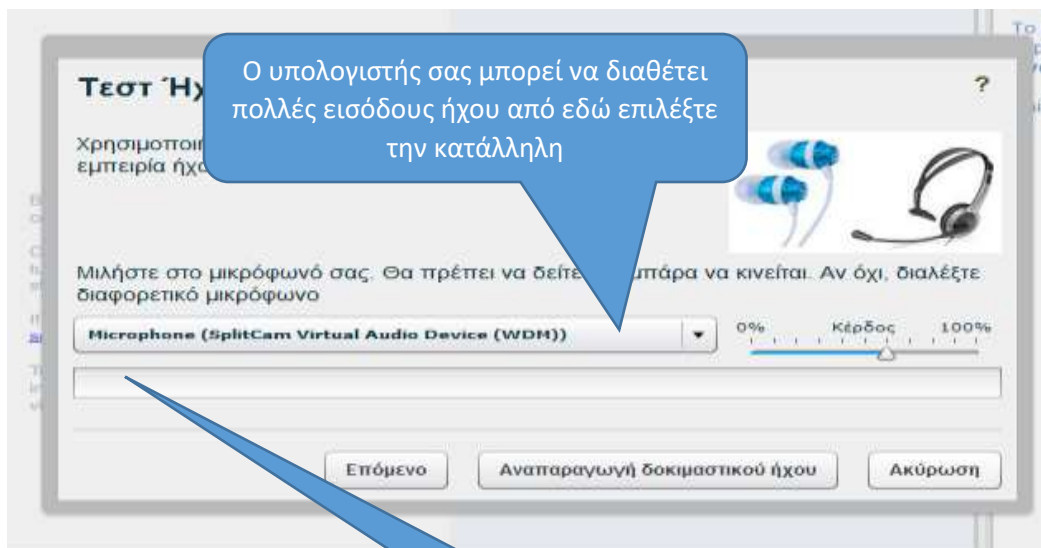 Ο υπολογιστής σας μπορεί να διαθέτει
πολλές εισόδους ήχου από εδώ επιλέξτε
την κατάλληλη
Τεστ Ήχ
?
Χρησιμοποιή
εμπειρία ήχο
Μιλήστε στο μικρόφωνό σας. Θα πρέπει να δείτε μπάρα να κινείται. Αν όχι, διαλέξτε
διαφορετικό μικρόφωνο
Microphone (SplitCam Virtual Audio Device (WDM))
0% Κέρδος 100%
Επόμενο Αναπαραγωγή δοκιμαστικού ήχου Ακύρωση